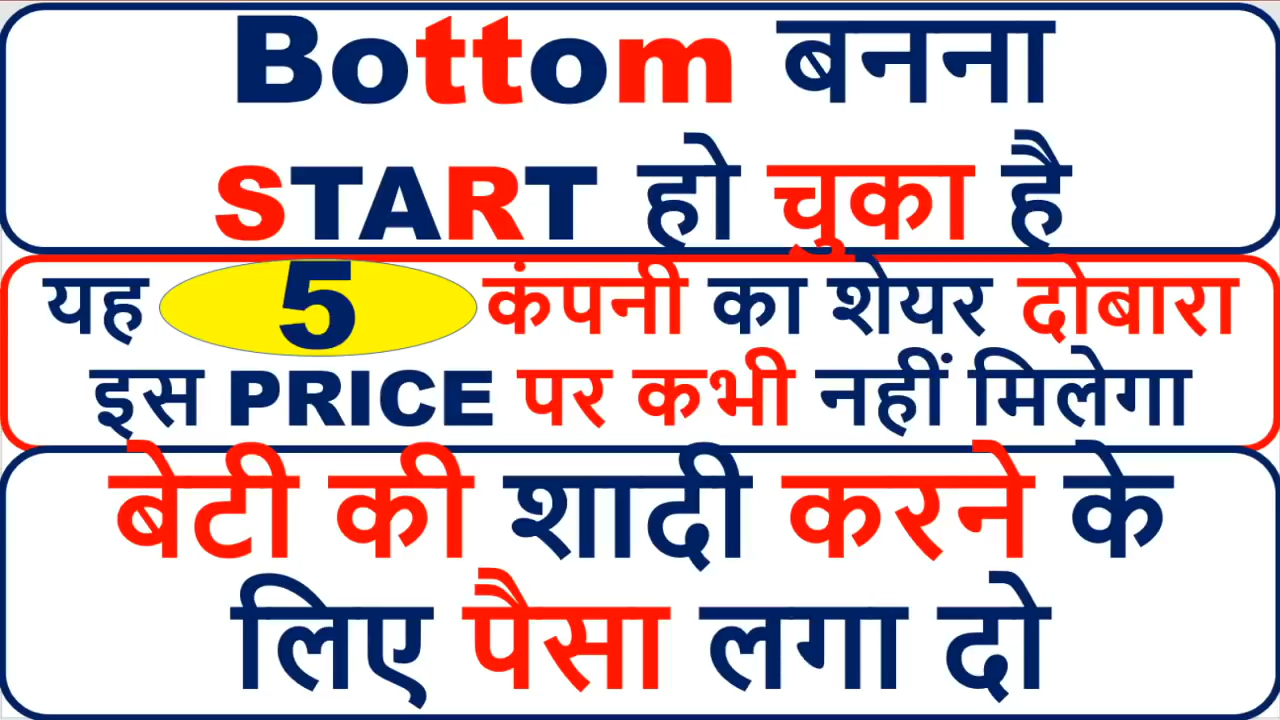 Bottom बनना
START हो चुका है
यह 5 कंपनी का शेयर दोबारा
इस PRICE पर कभी नहीं मिलेगा
बेटी की शादी करने के
लिए पैसा लगा दो